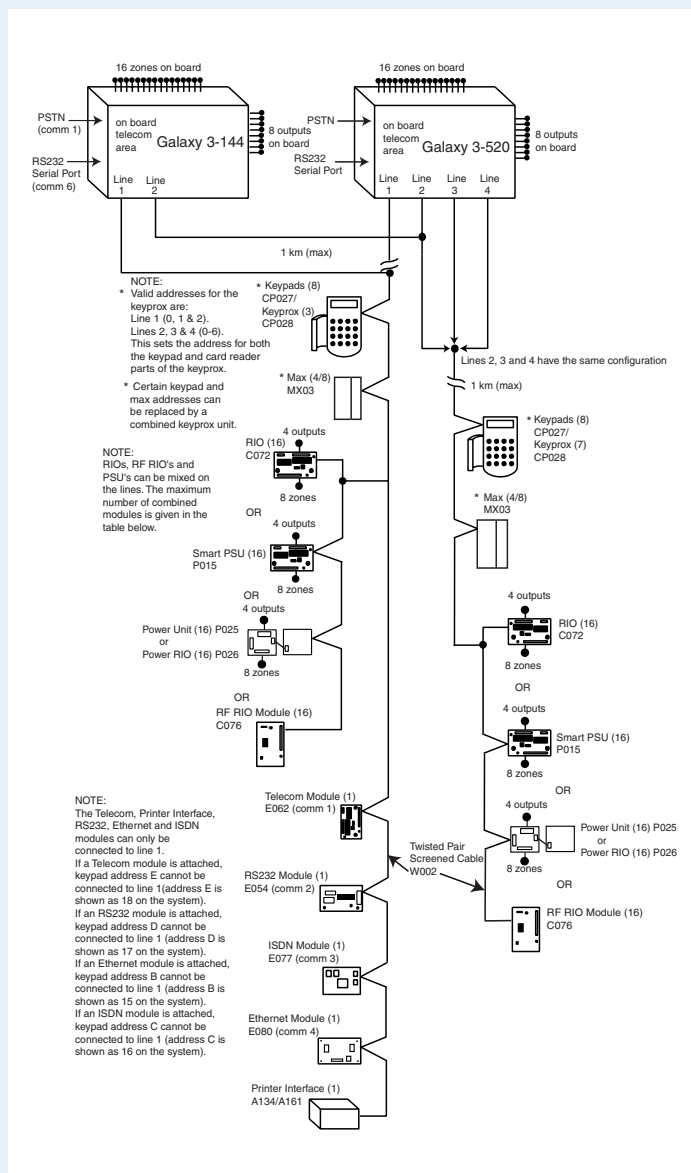 16 zones on board
PSTN
(comm 1)
on board
telecom
area
Galaxy 3-144
8 outputs
on board
RS232
Serial Port
(comm 6)
Line
1
Line
2
16 zones on board
PSTN
on board
telecom
area
Galaxy 3-520
8 outputs
on board
RS232
Serial Port
Line
1
Line
2
Line
3
Line
4
1 km (max)
NOTE:
* Valid addresses for the
keyprox are:
Line 1 (0, 1 & 2).
Lines 2, 3 & 4 (0-6).
This sets the address for both
the keypad and card reader
parts of the keyprox.
* Certain keypad and
max addresses can
be replaced by a
combined keyprox unit.
* Keypads (8)
CP027/
Keyprox (3)
CP028
* Max (4/8)
MX03
Lines 2, 3 and 4 have the same configuration
1 km (max)
* Keypads (8)
CP027/
Keyprox (7)
CP028
* Max (4/8)
MX03
NOTE:
RIOs, RF RIO's and
PSU's can be mixed on
the lines. The maximum
number of combined
modules is given in the
table below.
4 outputs
RIO (16)
C072
8 zones
OR
4 outputs
Smart PSU (16)
P015
8 zones
OR
4 outputs
Power Unit (16) P025
or
Power RIO (16) P026
8 zones
OR
RF RIO Module (16)
C076
4 outputs
RIO (16)
C072
8 zones
OR
4 outputs
Smart PSU (16)
P015
8 zones
OR
4 outputs
Power Unit (16) P025
or
Power RIO (16) P026
8 zones
OR
RF RIO Module (16)
C076
NOTE:
The Telecom, Printer Interface,
RS232, Ethernet and ISDN
modules can only be
connected to line 1.
If a Telecom module is attached,
keypad address E cannot be
connected to line 1(address E is
shown as 18 on the system).
If an RS232 module is attached,
keypad address D cannot be
connected to line 1 (address D is
shown as 17 on the system).
If an Ethernet module is attached,
keypad address B cannot be
connected to line 1 (address B is
shown as 15 on the system).
If an ISDN module is attached,
keypad address C cannot be
connected to line 1 (address C is
shown as 16 on the system).
Telecom Module (1)
E062 (comm 1)
Twisted Pair
Screened Cable
W002
RS232 Module (1)
E054 (comm 2)
ISDN Module (1)
E077 (comm 3)
Ethernet Module (1)
E080 (comm 4)
Printer Interface (1)
A134/A161